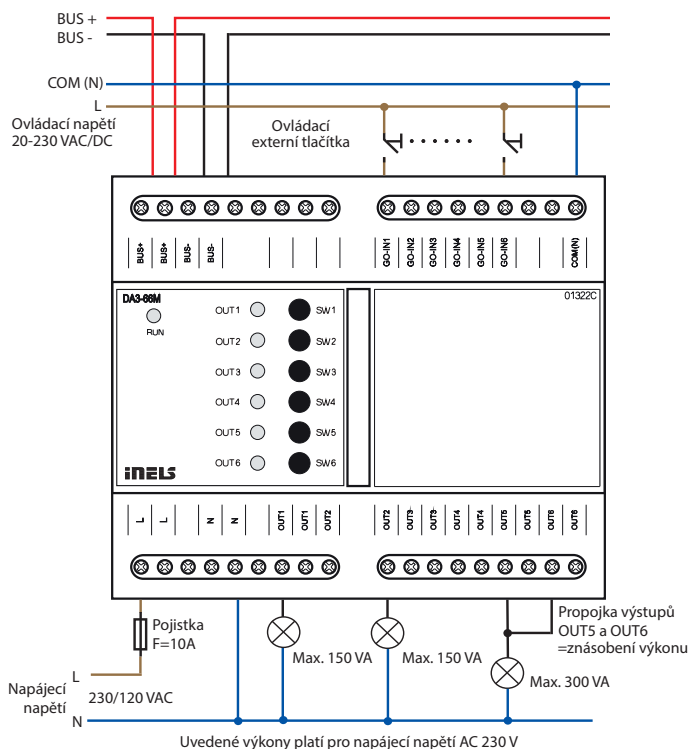 BUS +
BUS -
COM (N)
L
Ovládací napětí
20-230 VAC/DC
Ovládací
externí tlačítka
BUS+
BUS+
BUS-
BUS-
GO-IN1
GO-IN2
GO-IN3
GO-IN4
GO-IN5
GO-IN6
COM(N)
DA3-66M
RUN
01322C
OUT1
SW1
OUT2
SW2
OUT3
SW3
OUT4
SW4
OUT5
SW5
OUT6
SW6
iNELS
L
L
N
N
OUT1
OUT1
OUT2
OUT2
OUT3
OUT3
OUT4
OUT4
OUT5
OUT5
OUT6
OUT6
Pojistka
F=10A
Max. 150 VA
Max. 150 VA
Propojka výstupů
OUT5 a OUT6
=znásobení výkonu
Max. 300 VA
L
Napájecí
napětí
230/120 VAC
N
Uvedené výkony platí pro napájecí napětí AC 230 V